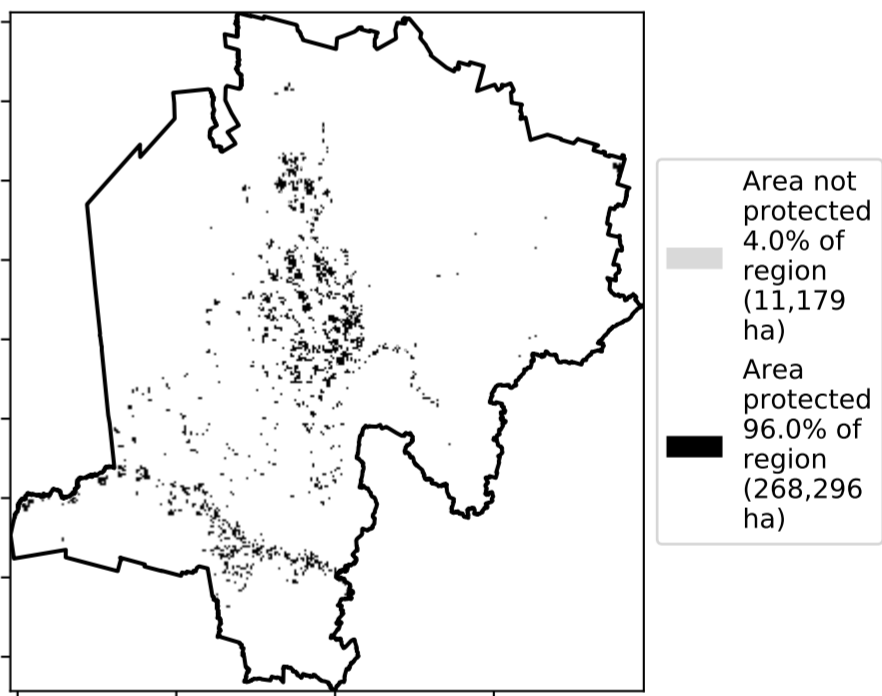 Area not
protected
4.0% of
region
(11,179
ha)
Area
protected
96.0% of
region
(268,296
ha)